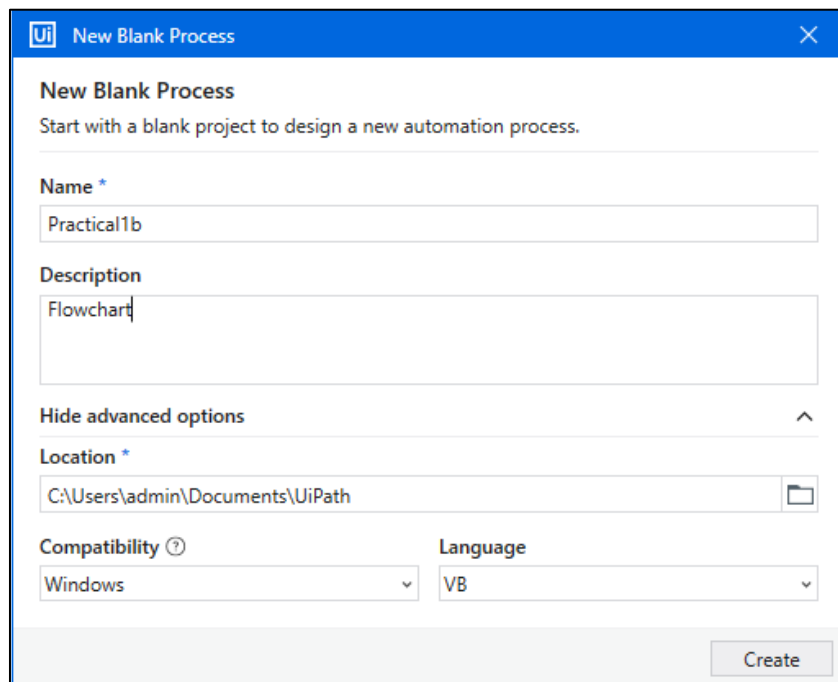 Ui New Blank Process
New Blank Process
Start with a blank project to design a new automation process.
Name *
Practical1b
Description
Flowchart
Hide advanced options
Location *
C:\Users\admin\Documents\UiPath
Compatibility ? Language
Windows VB
Create